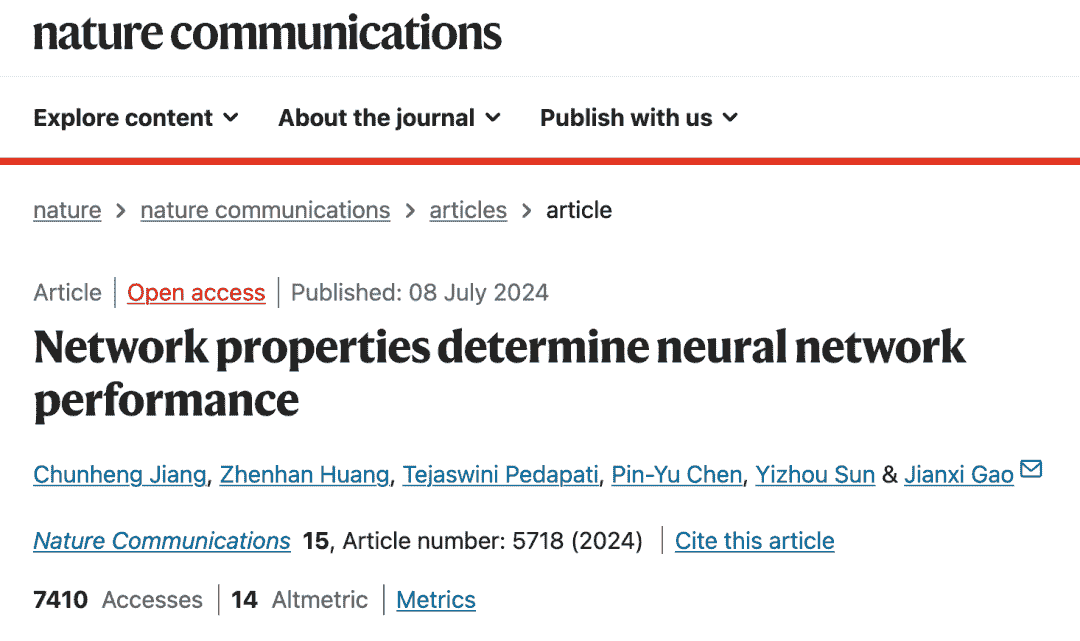 nature communications
Explore content About the journal Publish with us
nature > nature communications > articles > article
Article | Open access | Published: 08 July 2024
Network properties determine neural network
performance
Chunheng Jiang, Zhenhan Huang, Tejaswini Pedapati, Pin-Yu Chen, Yizhou Sun & Jianxi Gao
Nature Communications 15, Article number: 5718 (2024) | Cite this article
7410 Accesses | 14 Altmetric | Metrics